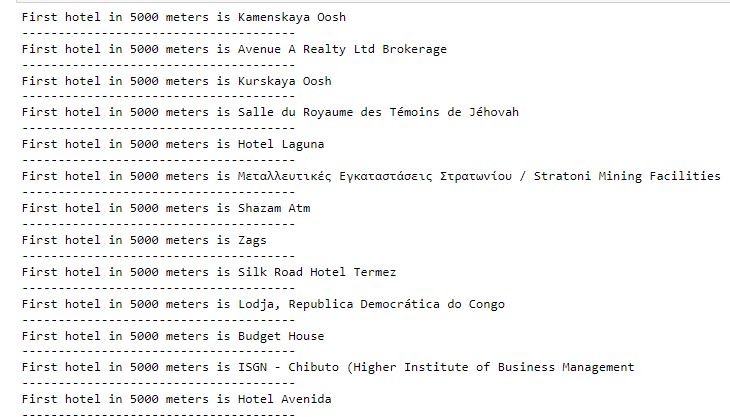 First hotel in 5000 meters is Kamenskaya Oosh
--------------------------------------
First hotel in 5000 meters is Avenue A Realty Ltd Brokerage
--------------------------------------
First hotel in 5000 meters is Kurskaya Oosh
--------------------------------------
First hotel in 5000 meters is Salle du Royaume des Témoins de Jéhovah
--------------------------------------
First hotel in 5000 meters is Hotel Laguna
--------------------------------------
First hotel in 5000 meters is Μεταλλευτικές Εγκαταστάσεις Στρατωνίου / Stratoni Mining Facilities
--------------------------------------
First hotel in 5000 meters is Shazam Atm
--------------------------------------
First hotel in 5000 meters is Zags
--------------------------------------
First hotel in 5000 meters is Silk Road Hotel Termez
--------------------------------------
First hotel in 5000 meters is Lodja, Republica Democrática do Congo
--------------------------------------
First hotel in 5000 meters is Budget House
--------------------------------------
First hotel in 5000 meters is ISGN - Chibuto (Higher Institute of Business Management
--------------------------------------
First hotel in 5000 meters is Hotel Avenida
--------------------------------------